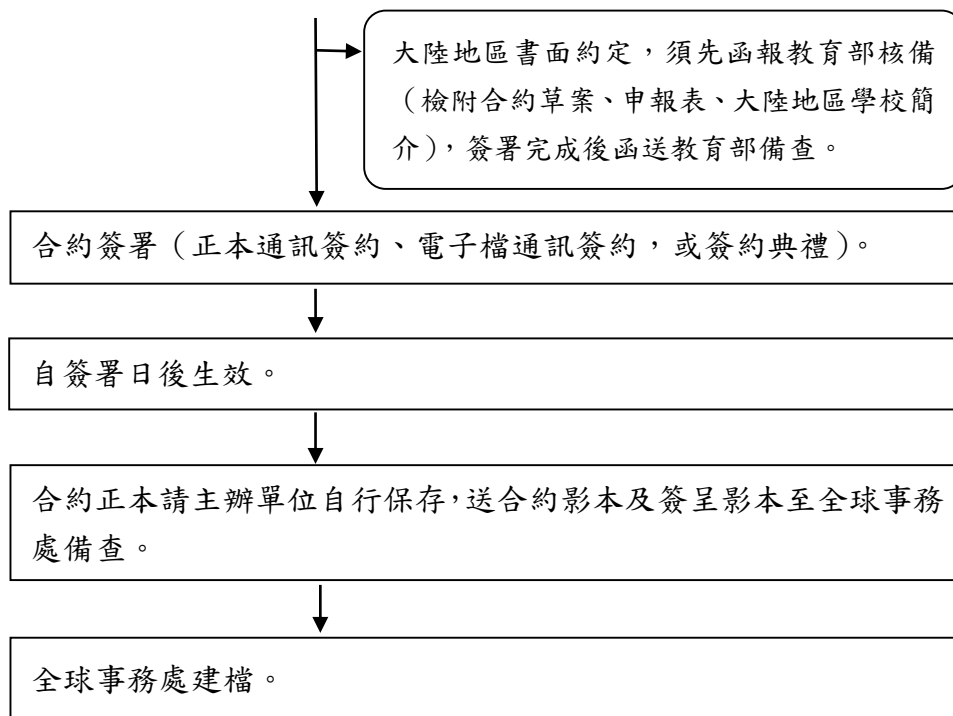 大陸地區書面約定，須先函報教育部核備
（檢附合約草案、申報表、大陸地區學校簡
介），簽署完成後函送教育部備查。
合約簽署（正本通訊簽約、電子檔通訊簽約，或簽約典禮）。
自簽署日後生效。
合約正本請主辦單位自行保存，送合約影本及簽呈影本至全球事務
處備查。
全球事務處建檔。